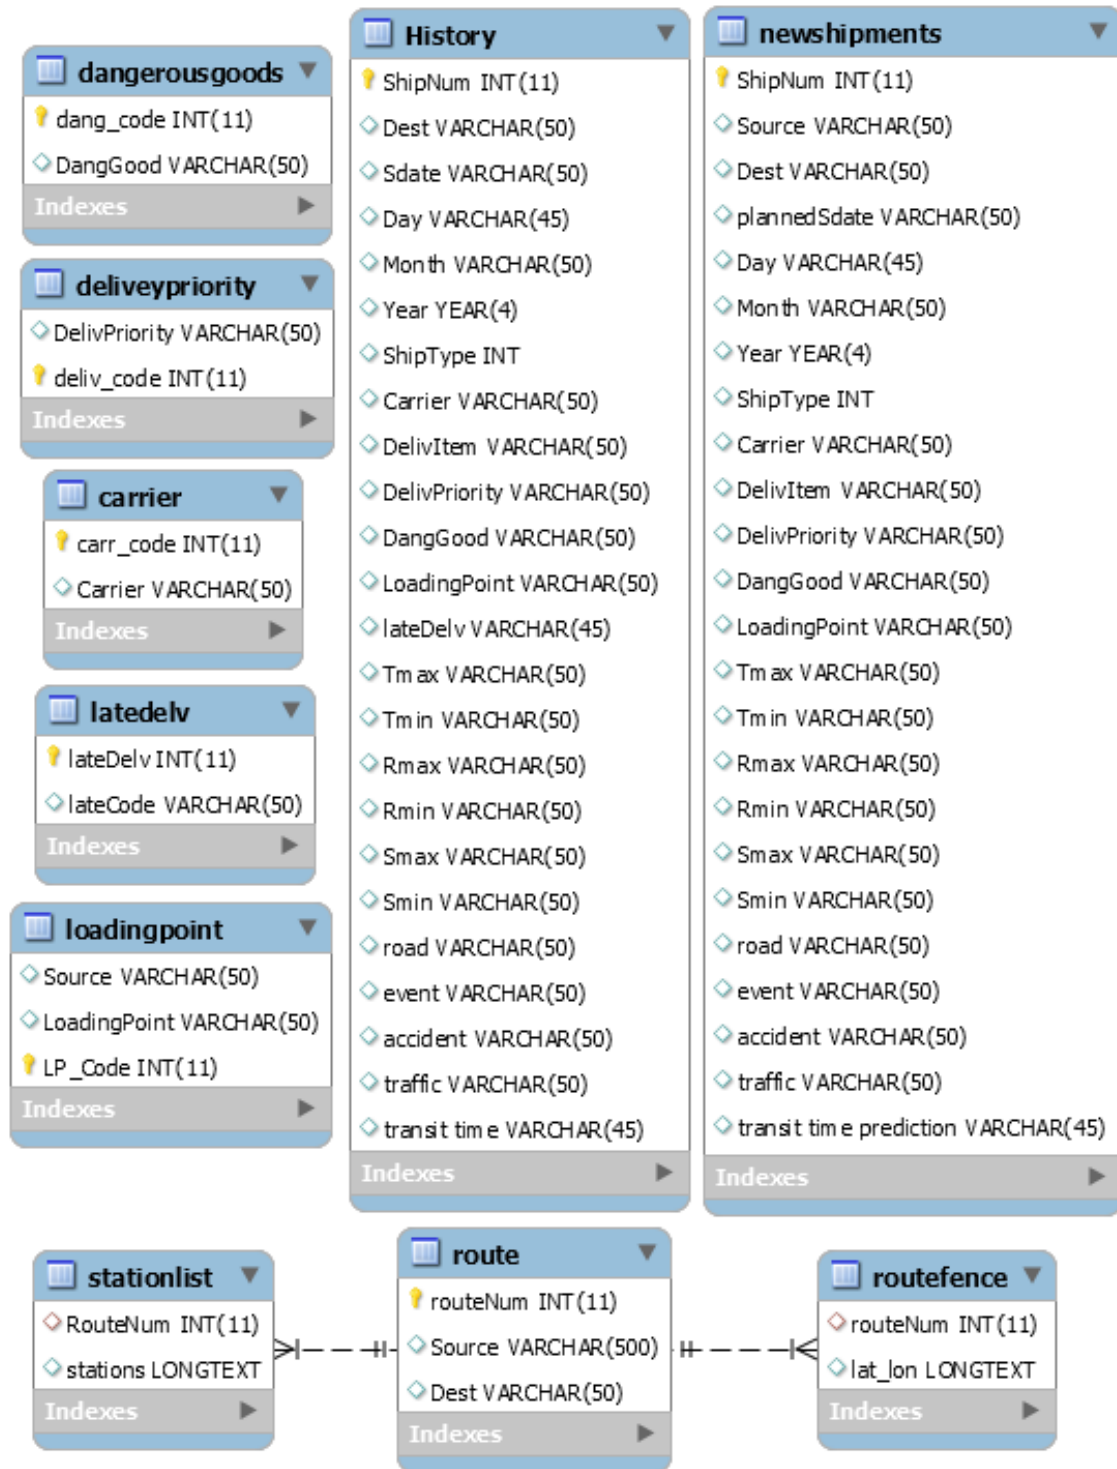 dangerousgoods
dang_code INT(11)
DangGood VARCHAR(50)
Indexes
deliveypriority
DelivPriority VARCHAR(50)
deliv_code INT(11)
Indexes
carrier
carr_code INT(11)
Carrier VARCHAR(50)
Indexes
latedelv
lateDelv INT(11)
lateCode VARCHAR(50)
Indexes
loadingpoint
Source VARCHAR(50)
LoadingPoint VARCHAR(50)
LP_Code INT(11)
Indexes
History
ShipNum INT(11)
Dest VARCHAR(50)
Sdate VARCHAR(50)
Day VARCHAR(45)
Month VARCHAR(50)
Year YEAR(4)
ShipType INT
Carrier VARCHAR(50)
DelivItem VARCHAR(50)
DelivPriority VARCHAR(50)
DangGood VARCHAR(50)
LoadingPoint VARCHAR(50)
lateDelv VARCHAR(45)
Tmax VARCHAR(50)
Tmin VARCHAR(50)
Rmax VARCHAR(50)
Rmin VARCHAR(50)
Smax VARCHAR(50)
Smin VARCHAR(50)
road VARCHAR(50)
event VARCHAR(50)
accident VARCHAR(50)
traffic VARCHAR(50)
transit time VARCHAR(45)
Indexes
newshipments
ShipNum INT(11)
Source VARCHAR(50)
Dest VARCHAR(50)
plannedSdate VARCHAR(50)
Day VARCHAR(45)
Month VARCHAR(50)
Year YEAR(4)
ShipType INT
Carrier VARCHAR(50)
DelivItem VARCHAR(50)
DelivPriority VARCHAR(50)
DangGood VARCHAR(50)
LoadingPoint VARCHAR(50)
Tmax VARCHAR(50)
Tmin VARCHAR(50)
Rmax VARCHAR(50)
Rmin VARCHAR(50)
Smax VARCHAR(50)
Smin VARCHAR(50)
road VARCHAR(50)
event VARCHAR(50)
accident VARCHAR(50)
traffic VARCHAR(50)
transit time prediction VARCHAR(45)
Indexes
stationlist
RouteNum INT(11)
stations LONGTEXT
Indexes
route
routeNum INT(11)
Source VARCHAR(500)
Dest VARCHAR(50)
Indexes
routefence
routeNum INT(11)
lat_lon LONGTEXT
Indexes